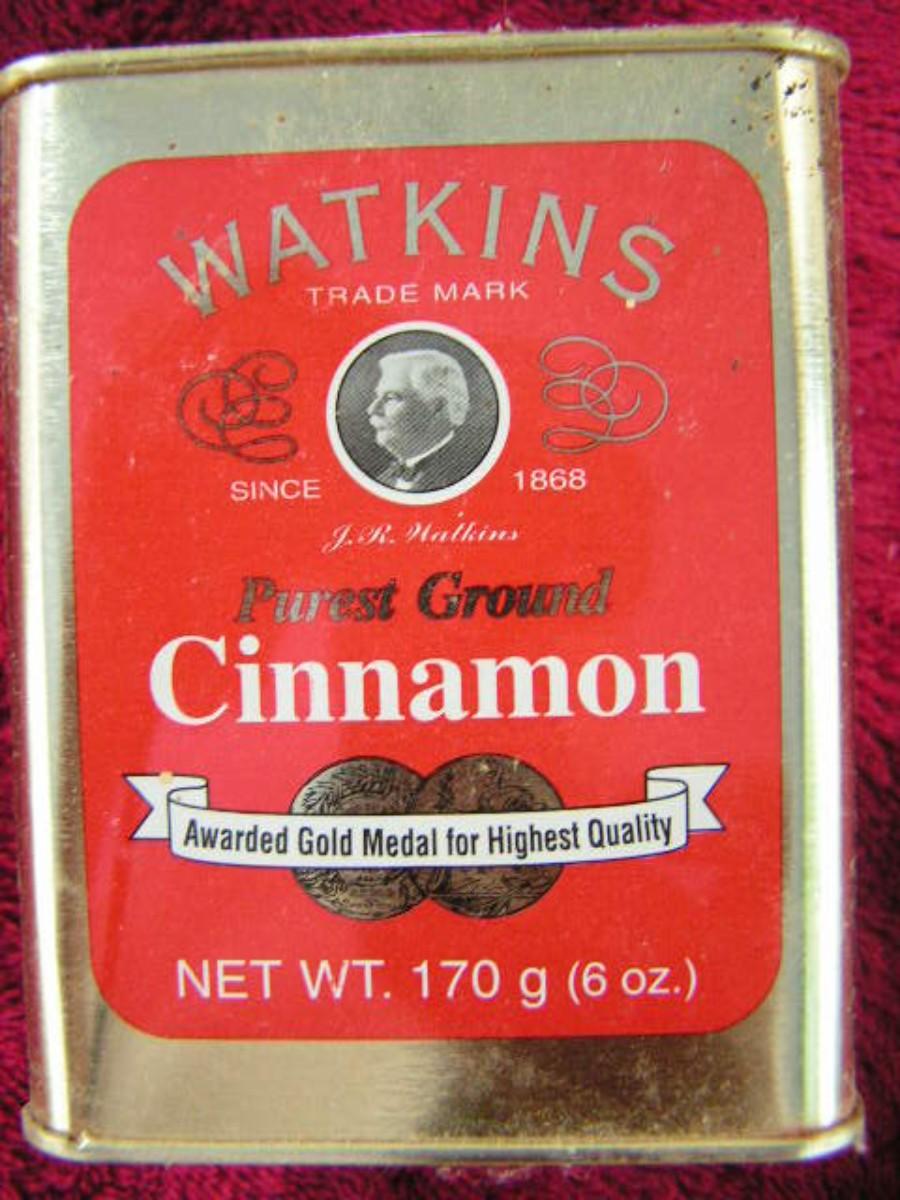 WATKINS
TRADE MARK
SINCE 1868
J.R. Watkins
Purest Ground
Cinnamon
Awarded Gold Medal for Highest Quality
NET WT. 170 g (6 oz.)